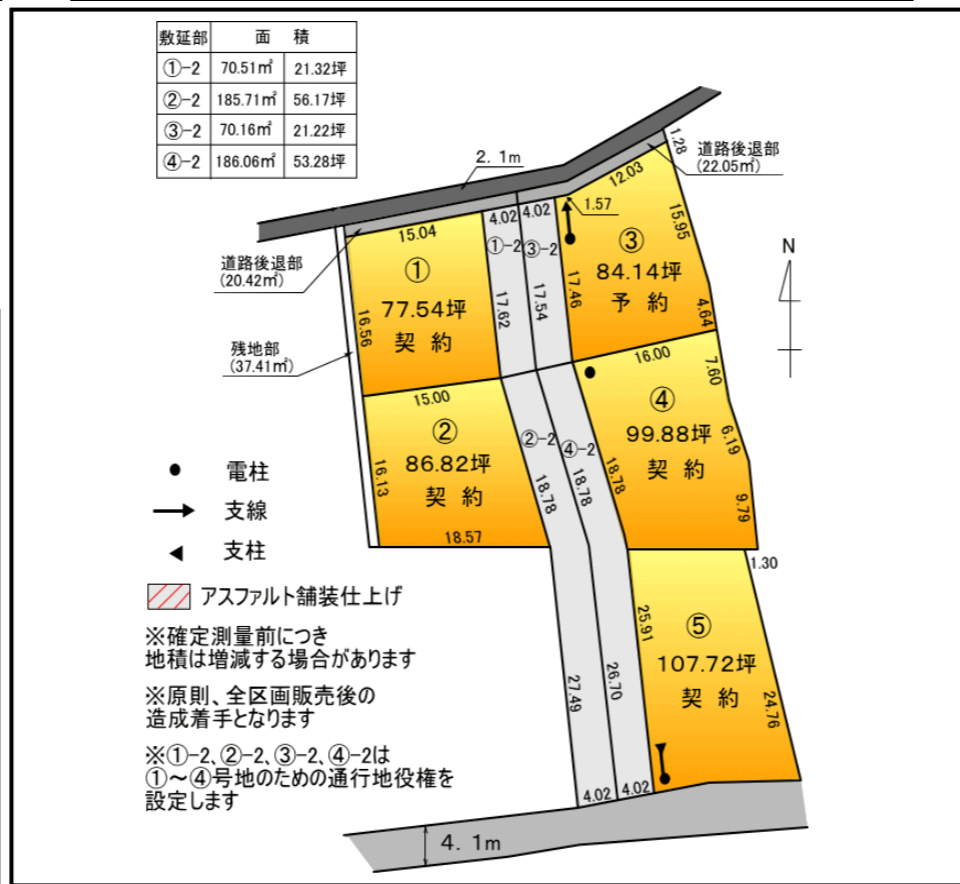 敷延部 面 積
①-2 70.51㎡ 21.32坪
②-2 185.71㎡ 56.17坪
③-2 70.16㎡ 21.22坪
④-2 186.06㎡ 53.28坪
2. 1m
1.28
道路後退部
(22.05㎡)
12.03
1.57
4.02
4.02
15.04
①-2
③-2
15.95
N
道路後退部
(20.42㎡)
①
77.54坪
契 約
③
84.14坪
予 約
16.56
17.62
17.54
17.46
4.64
残地部
(37.41㎡)
15.00
16.00
7.60
②
86.82坪
契 約
②-2
④-2
④
99.88坪
契 約
6.19
16.13
18.78
18.78
18.78
9.79
18.57
1.30
電柱
支線
支柱
アスファルト舗装仕上げ
※確定測量前につき
地積は増減する場合があります
※原則、全区画販売後の
造成着手となります
※①-2、②-2、③-2、④-2は
①~④号地のための通行地役権を
設定します
25.91
⑤
107.72坪
契 約
27.49
26.70
24.76
4.02
4.02
4. 1m